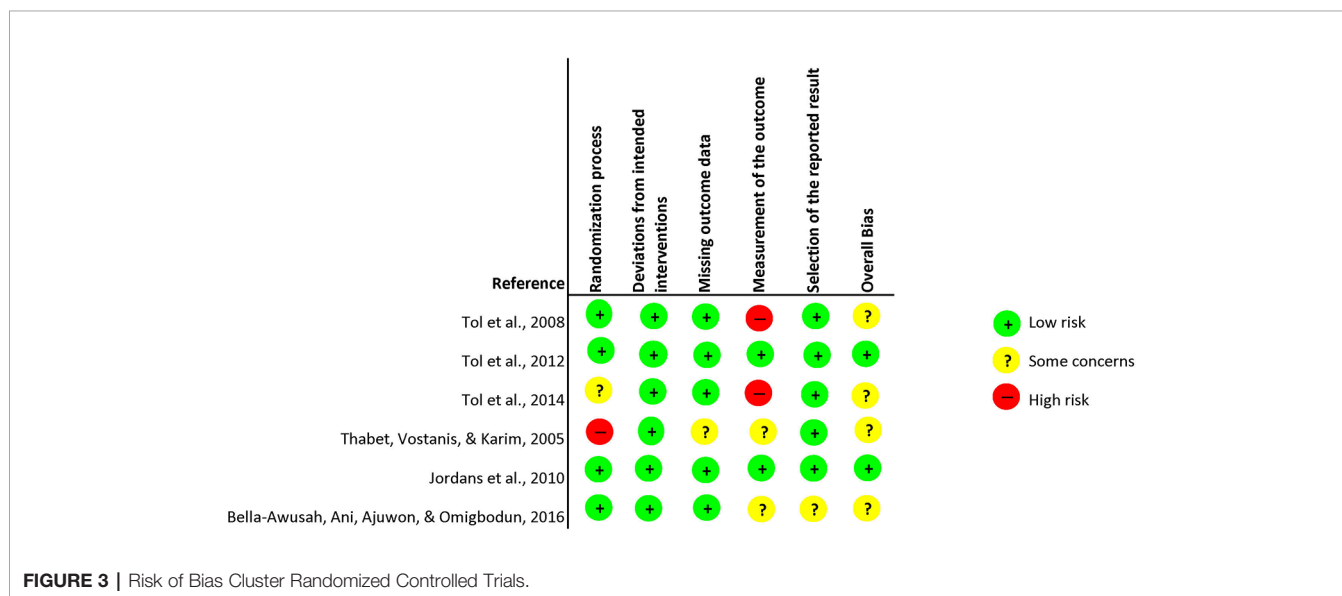 Reference
Randomization process
Deviations from intended
interventions
Missing outcome data
Measurement of the outcome
Selection of the reported result
Overall Bias
Tol et al., 2008 + + + − + ?
Tol et al., 2012 + + + + + +
Tol et al., 2014 ? + + − + ?
Thabet, Vostanis, & Karim, 2005 − + ? ? + ?
Jordans et al., 2010 + + + + + +
Bella-Awusah, Ani, Ajuwon, & Omigbodun, 2016 + + + ? ? ?
+ Low risk
? Some concerns
− High risk
FIGURE 3 | Risk of Bias Cluster Randomized Controlled Trials.